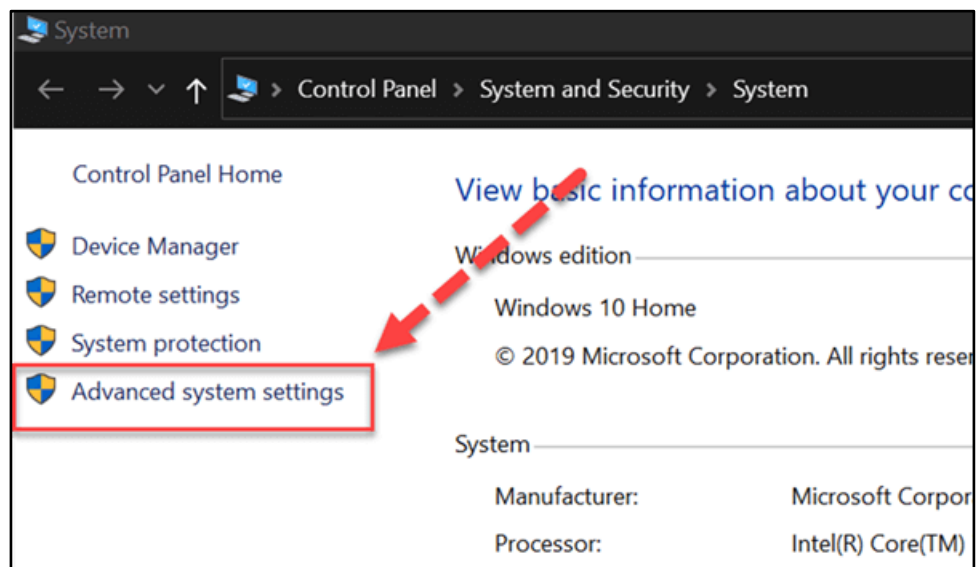 System
Control Panel > System and Security > System
Control Panel Home
Device Manager
Remote settings
System protection
Advanced system settings
View basic information about your co
Windows edition
Windows 10 Home
© 2019 Microsoft Corporation. All rights reser
System
Manufacturer: Microsoft Corpor
Processor: Intel(R) Core(TM)